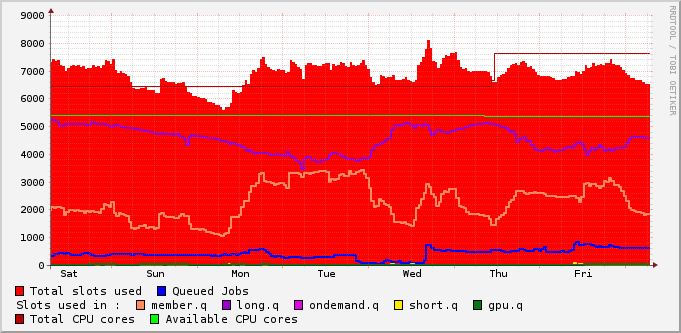 9000
8000
7000
6000
5000
4000
3000
2000
1000
0
Sat Sun Mon Tue Wed Thu Fri
RRDTOOL / TOBI OETIKER
Total slots used Queued Jobs
Slots used in : member.q long.q ondemand.q short.q gpu.q
Total CPU cores Available CPU cores